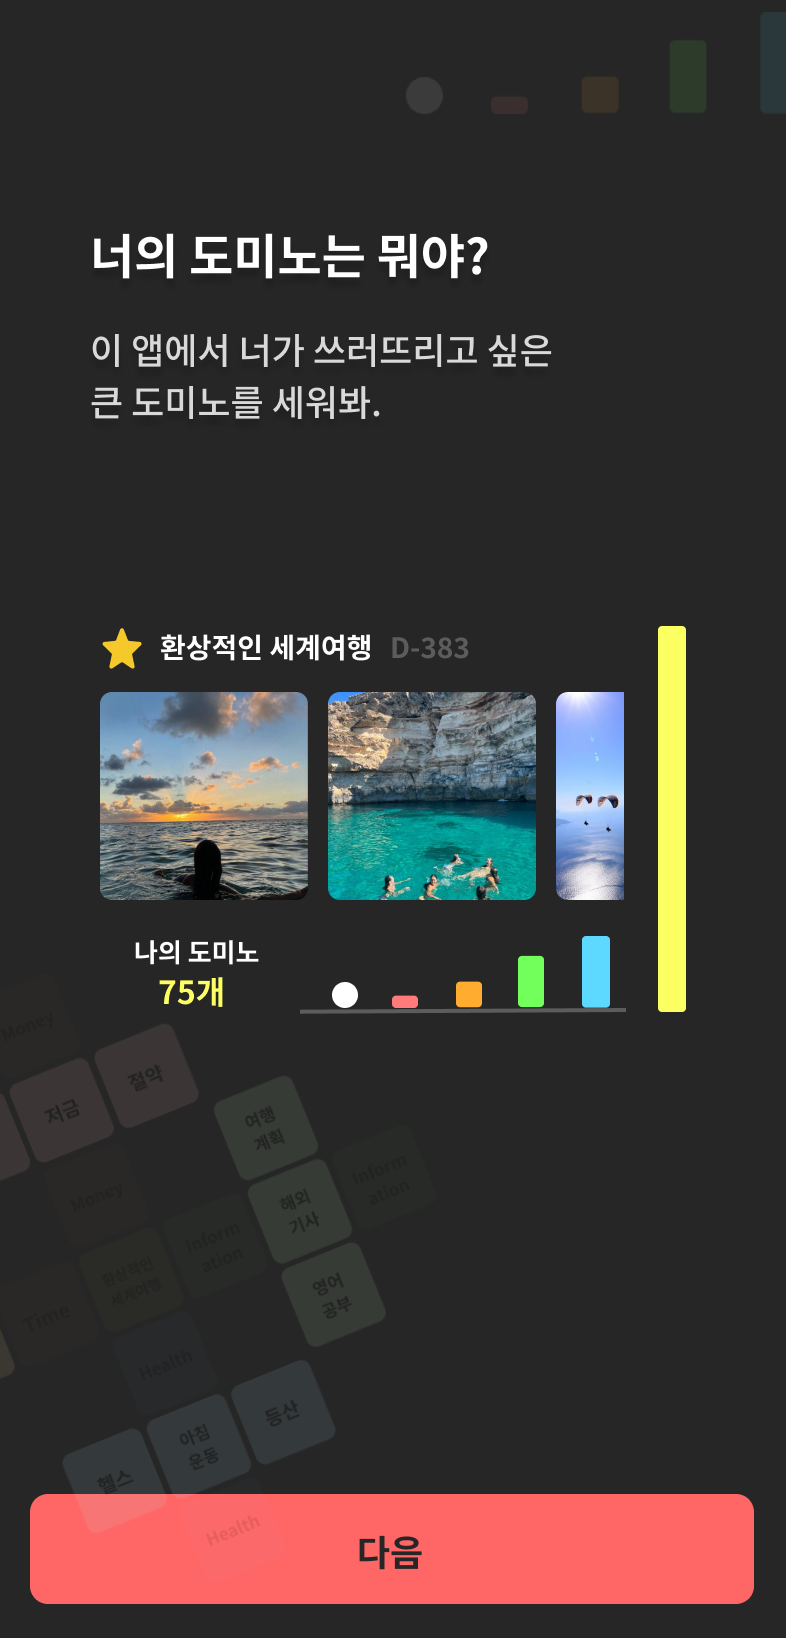 너의 도미노는 뭐야?
이 앱에서 너가 쓰러뜨리고 싶은
큰 도미노를 세워봐.
환상적인 세계여행 D-383
나의 도미노
75개
Money
절약
저금
여행
계획
Money
해외
기사
Inform
ation
Inform
ation
환상적인
세계여행
영어
공부
Time
Health
등산
아침
운동
헬스
Health
다음